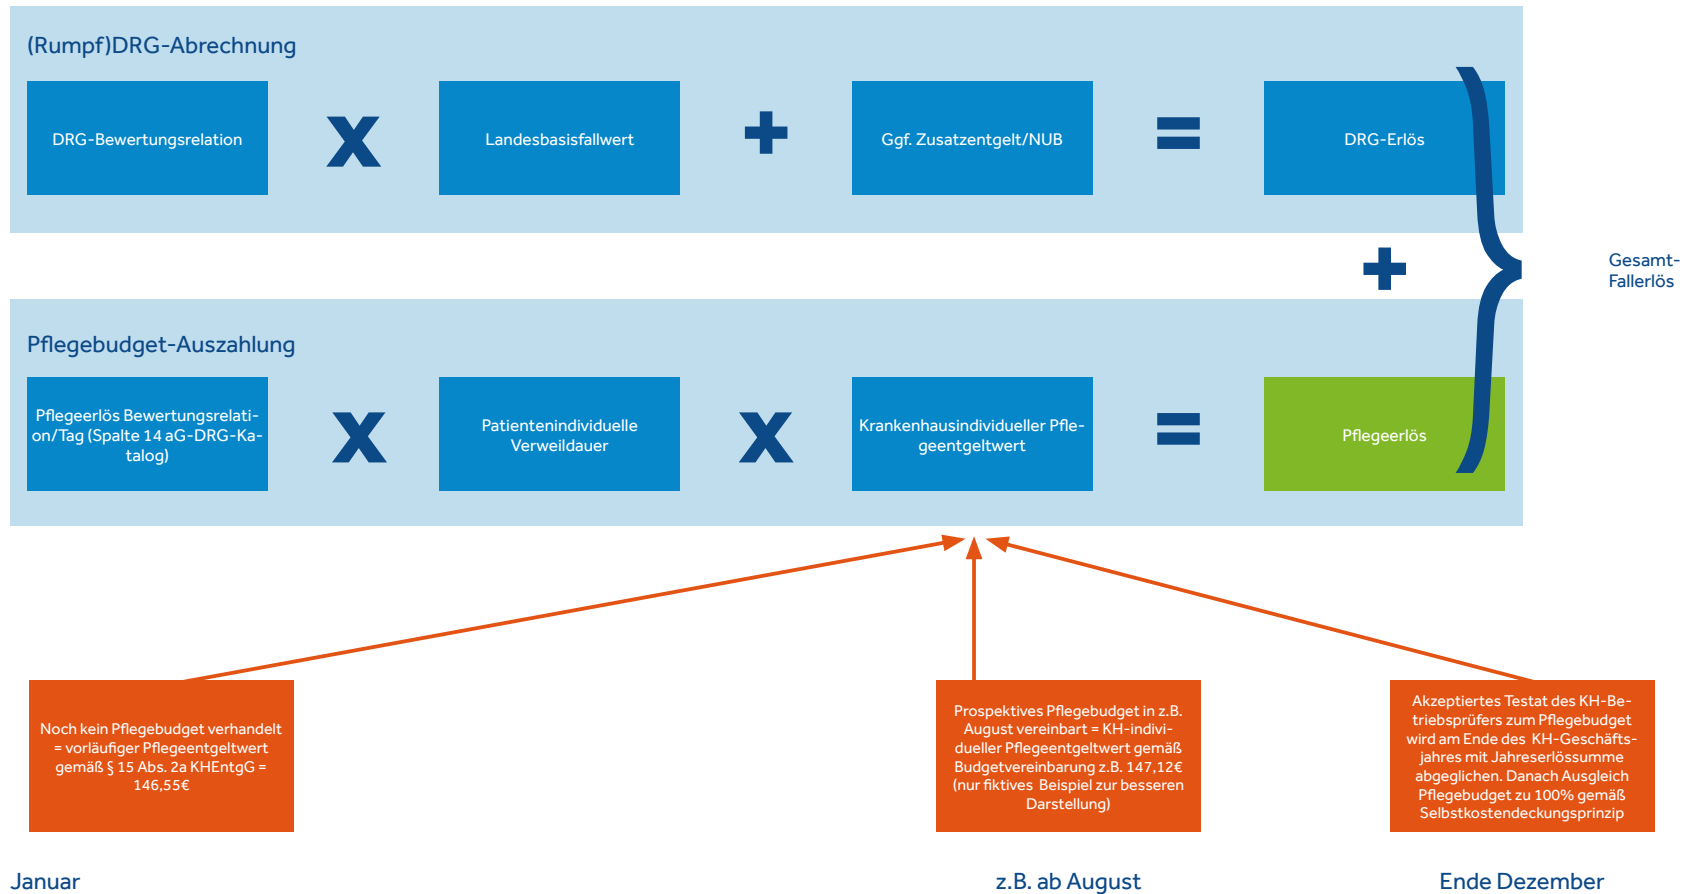 (Rumpf)DRG-Abrechnung
DRG-Bewertungsrelation
x
Landesbasisfallwert
+
Ggf. Zusatzentgelt/NUB
=
DRG-Erlös
+
Gesamt-
Fallerlös
Pflegebudget-Auszahlung
Pflegeerlös Bewertungsrelati-
on/Tag (Spalte 14 aG-DRG-Ka-
talog)
x
Patientenindividuelle
Verweildauer
x
Krankenhausindividueller Pfle-
geentgeltwert
=
Pflegeerlös
Noch kein Pflegebudget verhandelt
= vorläufiger Pflegeentgeltwert
gemäß § 15 Abs. 2a KHEntgG =
146,55€
Prospektives Pflegebudget in z.B.
August vereinbart = KH-indivi-
dueller Pflegeentgeltwert gemäß
Budgetvereinbarung z.B. 147,12€
(nur fiktives Beispiel zur besseren
Darstellung)
Akzeptiertes Testat des KH-Be-
triebsprüfers zum Pflegebudget
wird am Ende des KH-Geschäfts-
jahres mit Jahreserlössumme
abgeglichen. Danach Ausgleich
Pflegebudget zu 100% gemäß
Selbstkostendeckungsprinzip
Januar
z.B. ab August
Ende Dezember